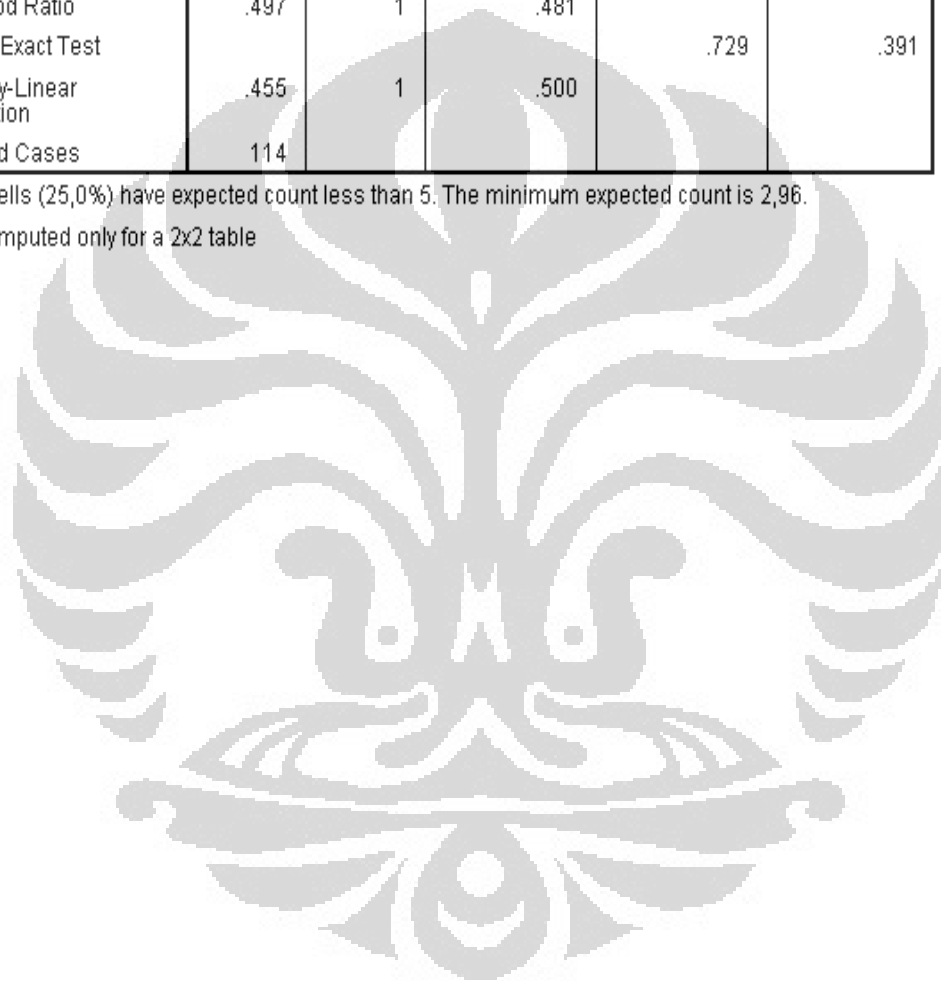 od Ratio .497 1 .481
Exact Test .729 .391
y-Linear .455 1 .500
tion
d Cases 114
ells (25,0%) have expected count less than 5. The minimum expected count is 2,96.
mputed only for a 2x2 table